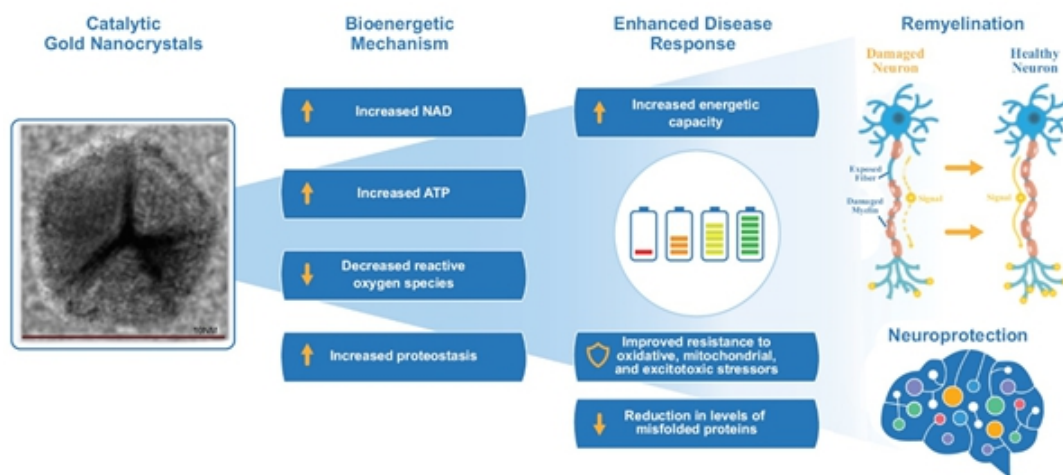 Catalytic
Gold Nanocrystals
10NM
Bioenergetic
Mechanism
Increased NAD
Increased ATP
Decreased reactive
oxygen species
Increased proteostasis
Enhanced Disease
Response
Increased energetic
capacity
Improved resistance to
oxidative, mitochondrial,
and excitotoxic stressors
Reduction in levels of
misfolded proteins
Remyelination
Damaged
Neuron
Healthy
Neuron
Exposed
Fiber
Signal
Signal
Damaged
Myelin
Neuroprotection